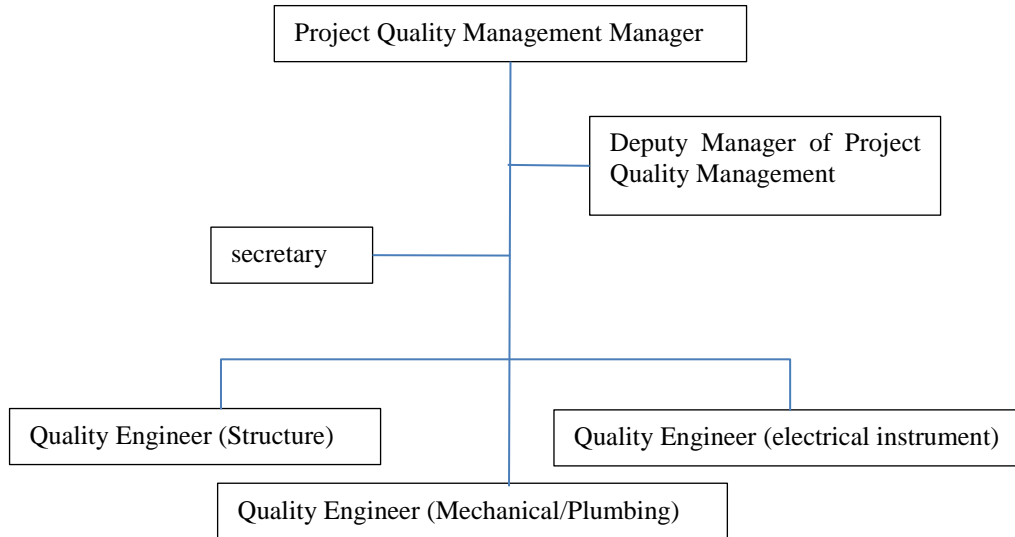 Project Quality Management Manager
Deputy Manager of Project
Quality Management
secretary
Quality Engineer (Structure)
Quality Engineer (electrical instrument)
Quality Engineer (Mechanical/Plumbing)